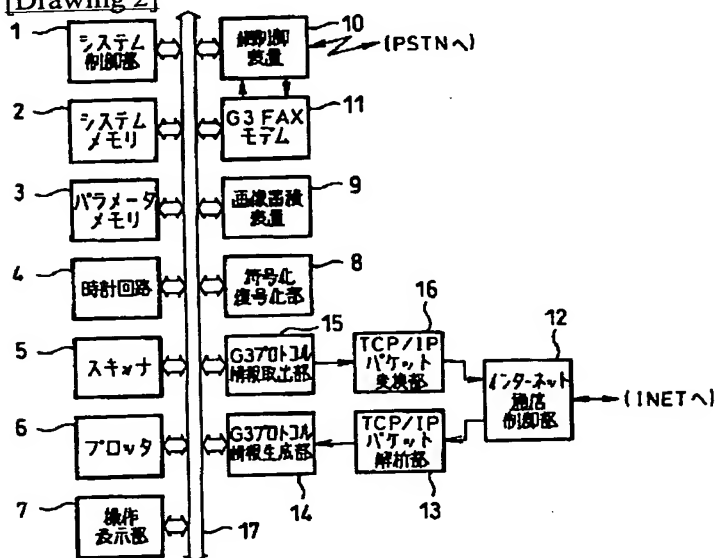 [Drawing 2]
1
システム
制御部
2
システム
メモリ
3
パラメータ
メモリ
4
時計回路
5
スキャナ
6
プロッタ
7
操作
表示部
10
網制御
装置
(PSTNへ)
11
G3 FAX
モデム
9
画像蓄積
装置
8
符号化
復号化部
15
G3プロトコル
情報取出部
16
TCP/IP
パケット
変換部
12
インターネット
通信
制御部
(INETへ)
G3プロトコル
情報生成部
14
TCP/IP
パケット
解析部
13
17